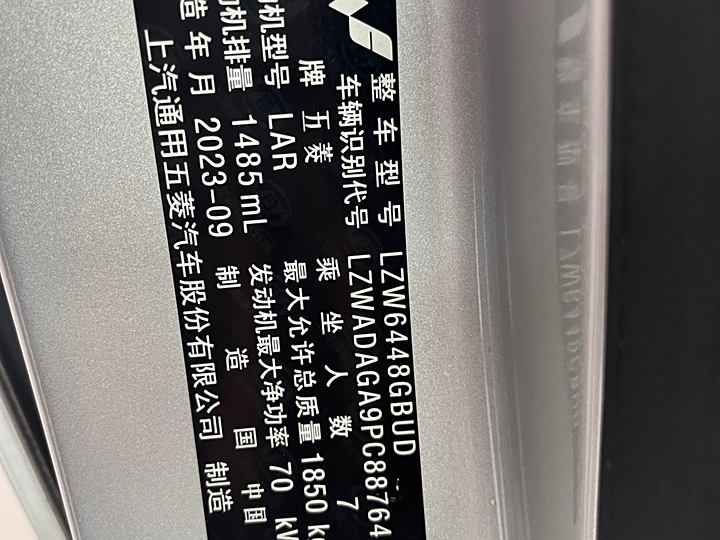 整车型号 LZW6448GBUD
车辆识别代号 LZWADAGA9PC88764
牌 五菱 乘坐人数 7
机型号 LAR 最大允许总质量 1850 kg
机排量 1485 mL 发动机最大净功率 70 kW
造年月 2023-09 制造国 中国
上汽通用五菱汽车股份有限公司 制造